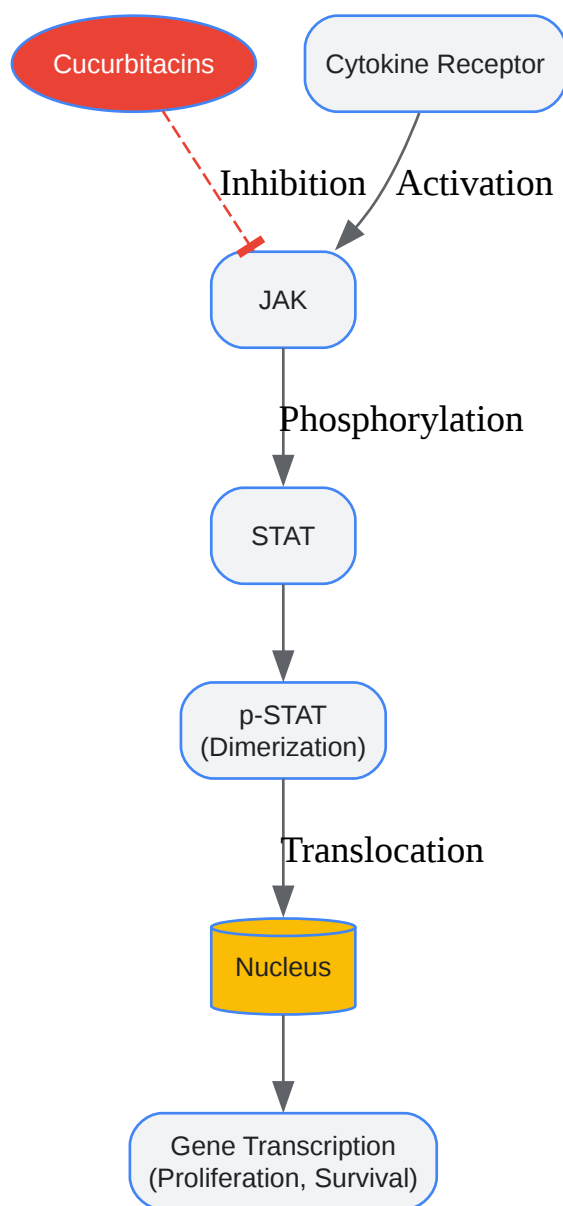 Cucurbitacins
Cytokine Receptor
Inhibition
Activation
JAK
Phosphorylation
STAT
p-STAT
(Dimerization)
Translocation
Nucleus
Gene Transcription
(Proliferation, Survival)